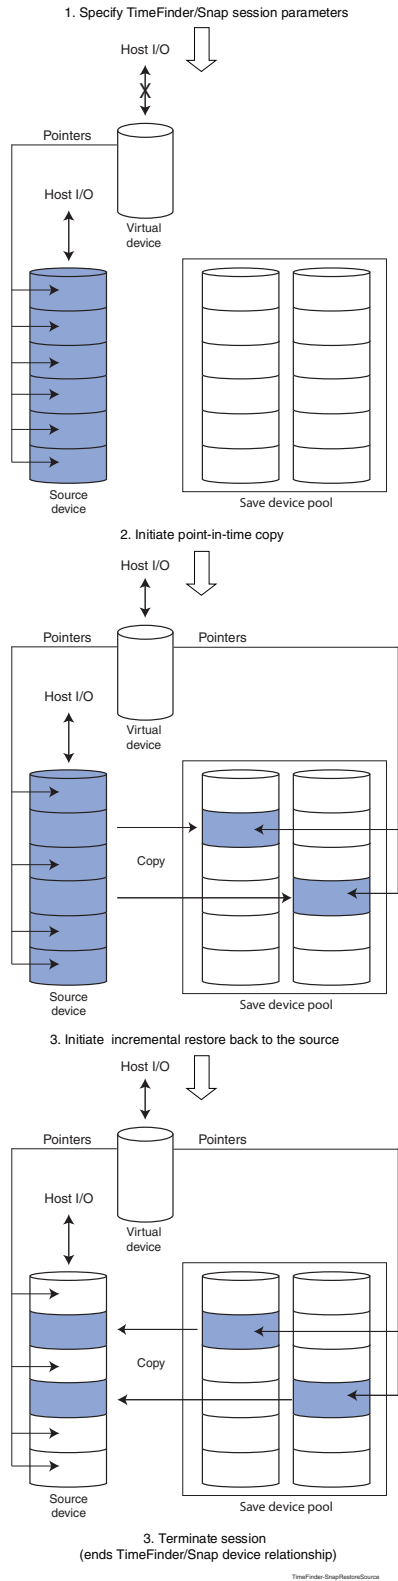 1. Specify TimeFinder/Snap session parameters
Host I/O
X
Pointers
Virtual
device
Host I/O
Source
device
Save device pool
2. Initiate point-in-time copy
Host I/O
Pointers
Pointers
Virtual
device
Host I/O
Copy
Source
device
Save device pool
3. Initiate incremental restore back to the source
Host I/O
Pointers
Pointers
Virtual
device
Host I/O
Copy
Source
device
Save device pool
3. Terminate session
(ends TimeFinder/Snap device relationship)
TimeFinder-SnapRestoreSource